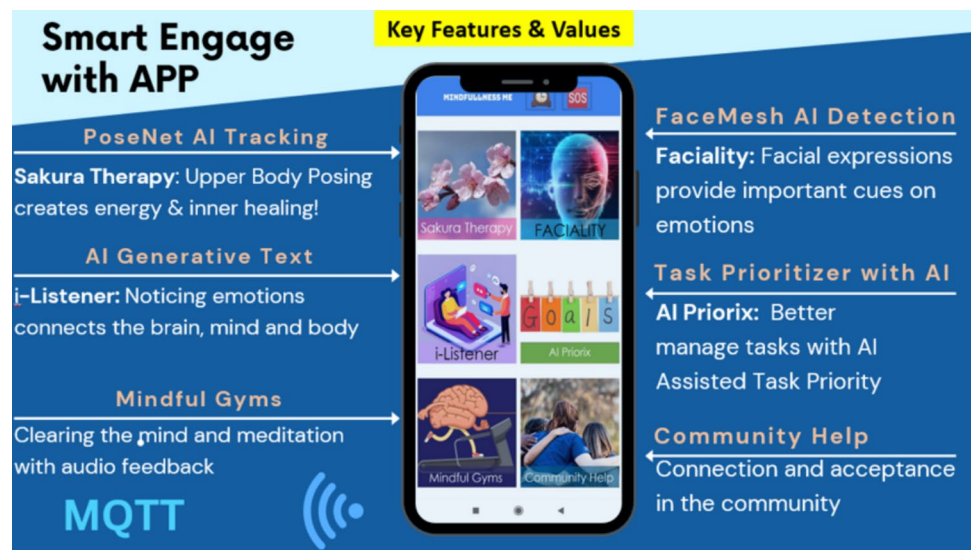 Smart Engage
with APP
Key Features & Values
PoseNet AI Tracking
Sakura Therapy: Upper Body Posing
creates energy & inner healing!
AI Generative Text
i-Listener: Noticing emotions
connects the brain, mind and body
Mindful Gyms
Clearing the mind and meditation
with audio feedback
MQTT
MINDFULLNESS ME
SOS
Sakura Therapy
FACIALITY
i-Listener
GOALS
AI Priorix
Mindful Gyms
Community Help
FaceMesh AI Detection
Faciality: Facial expressions
provide important cues on
emotions
Task Prioritizer with AI
AI Priorix: Better
manage tasks with AI
Assisted Task Priority
Community Help
Connection and acceptance
in the community